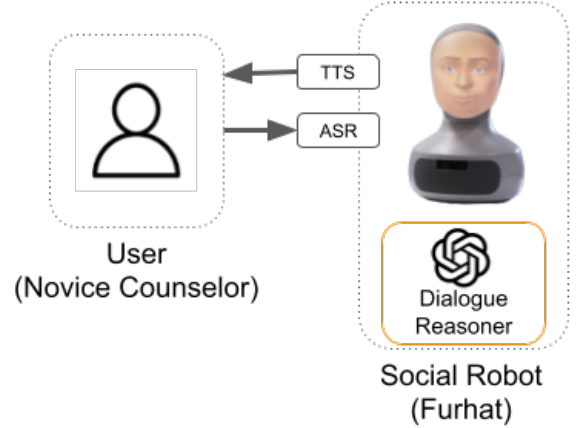 TTS
ASR
User
(Novice Counselor)
Dialogue
Reasoner
Social Robot
(Furhat)